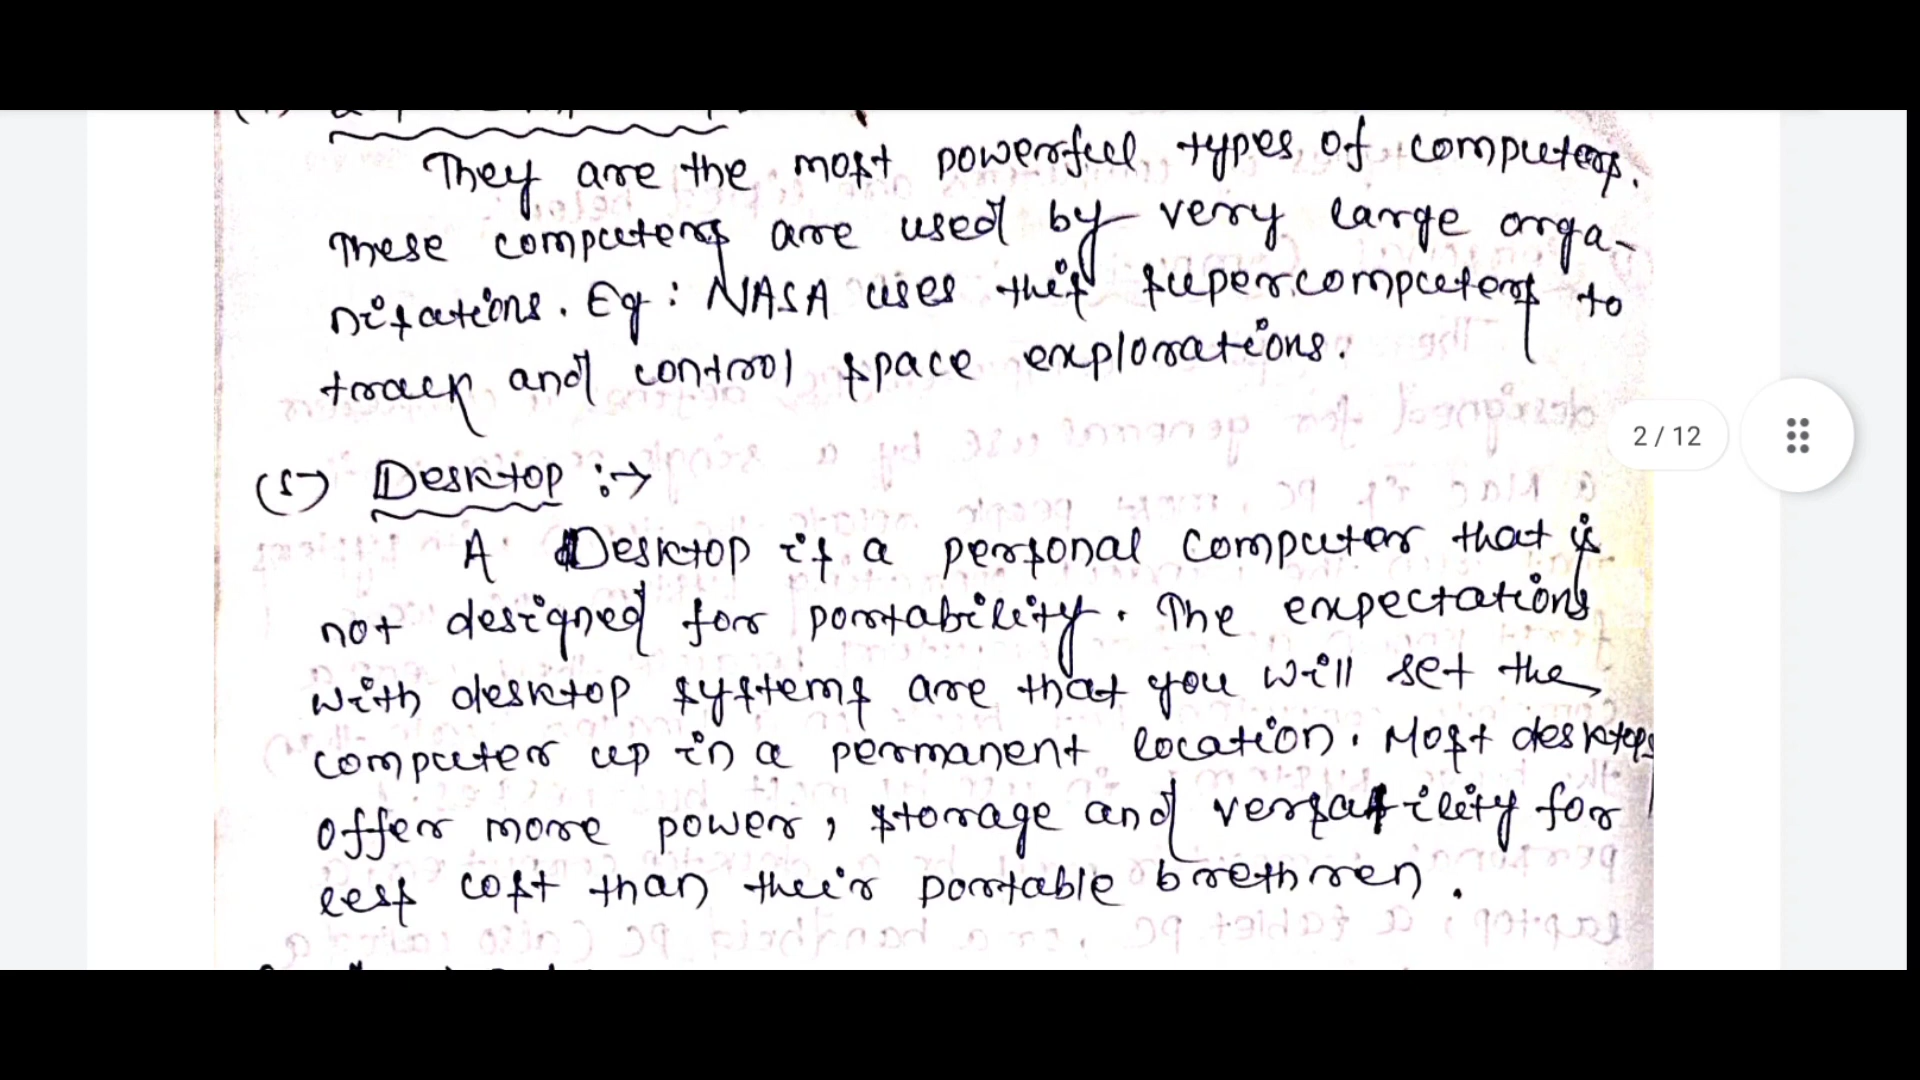 They are the most powerful types of computers.
These computers are used by very large orga-
nisations. Eg: NASA uses this supercomputers to
track and control space explorations.
(5) Desktop :→
A Desktop is a personal computer that is
not designed for portability. The expectations
with desktop systems are that you will set the
computer up in a permanent location. Most desktops
offer more power, storage and versatility for
less cost than their portable brethren.
2/12